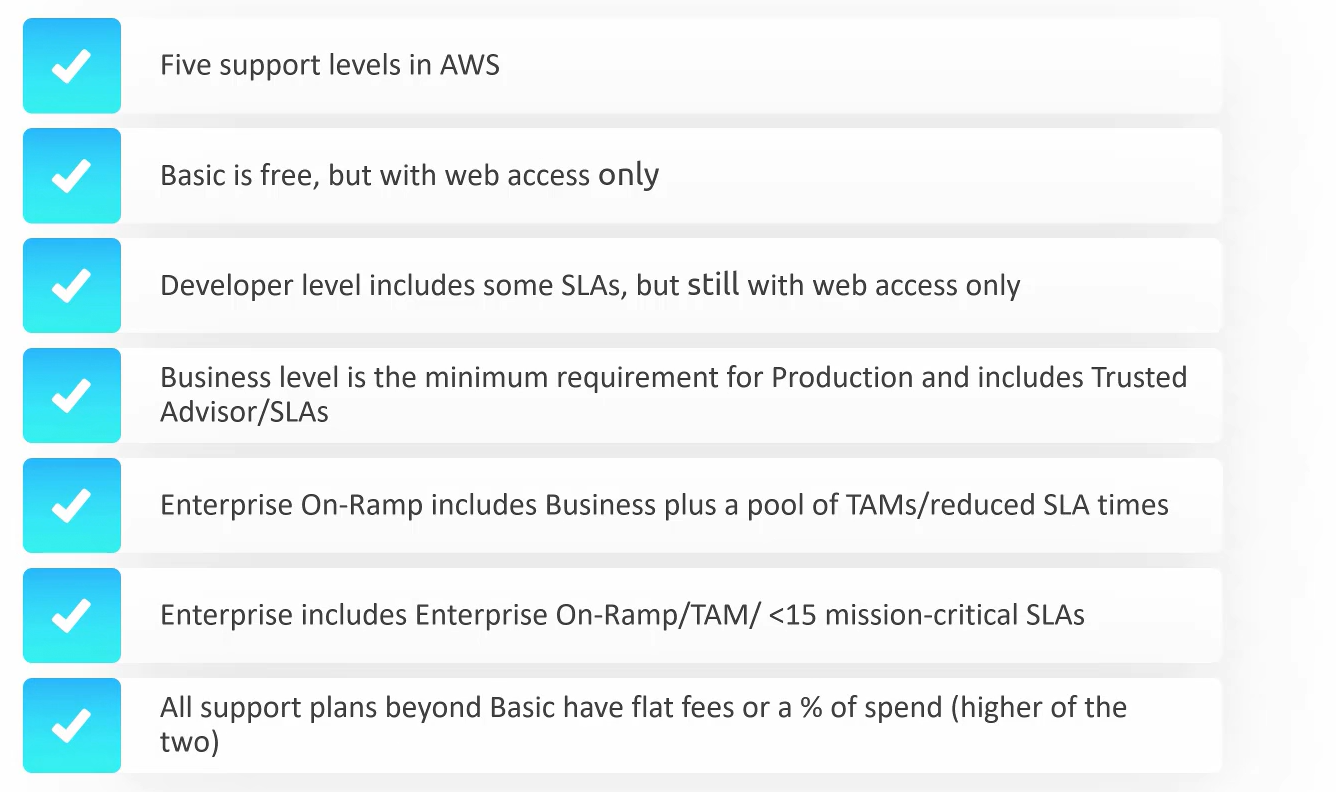 Five support levels in AWS
Basic is free, but with web access only
Developer level includes some SLAs, but still with web access only
Business level is the minimum requirement for Production and includes Trusted
Advisor/SLAs
Enterprise On-Ramp includes Business plus a pool of TAMs/reduced SLA times
Enterprise includes Enterprise On-Ramp/TAM/ <15 mission-critical SLAs
All support plans beyond Basic have flat fees or a % of spend (higher of the
two)